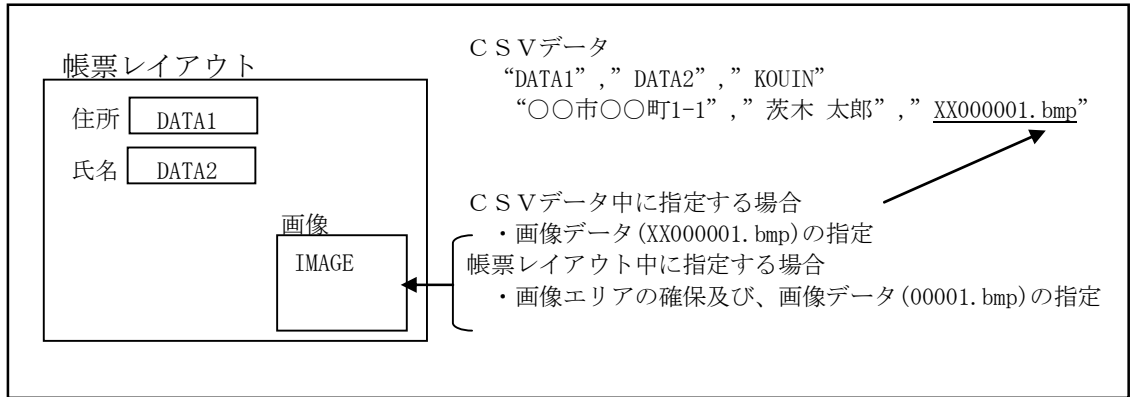 帳票レイアウト
住所 DATA1
氏名 DATA2
画像
IMAGE
ＣＳＶデータ
“DATA1”,”DATA2”,”KOUIN”
“○○市○○町1-1”,”茨木 太郎”,”XX000001.bmp”
ＣＳＶデータ中に指定する場合
・画像データ(XX000001.bmp)の指定
帳票レイアウト中に指定する場合
・画像エリアの確保及び、画像データ(00001.bmp)の指定